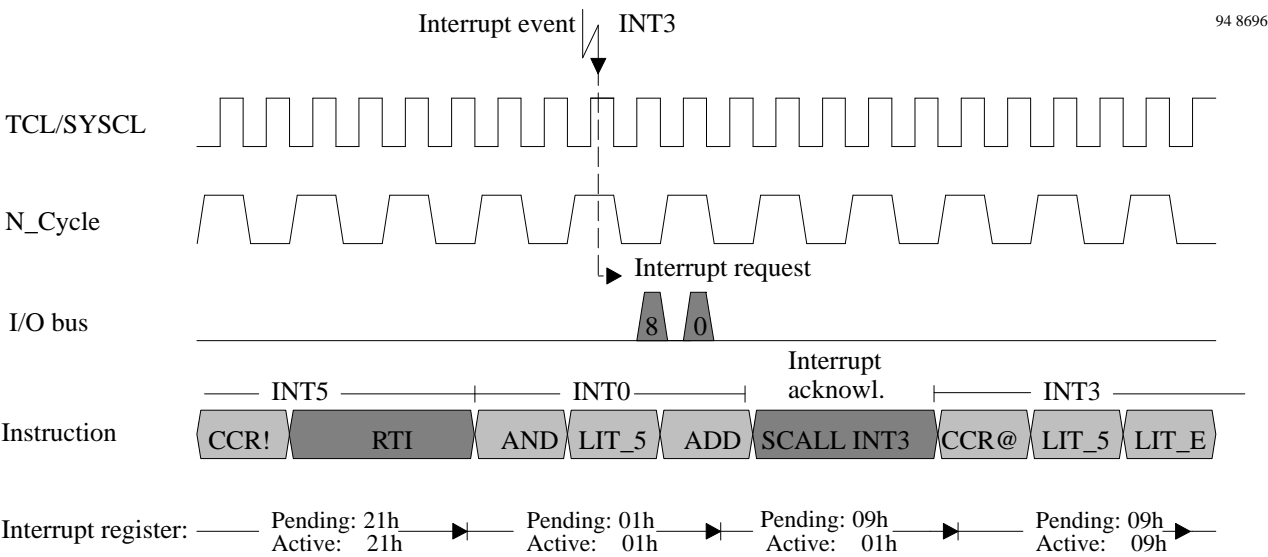 Interrupt event INT3
94 8696
TCL/SYSCL
N_Cycle
Interrupt request
I/O bus
8 0
Interrupt
acknowl.
INT5 INT0 INT3
Instruction CCR! RTI AND LIT_5 ADD SCALL INT3 CCR@ LIT_5 LIT_E
Interrupt register:
Pending: 21h Pending: 01h Pending: 09h Pending: 09h
Active: 21h Active: 01h Active: 01h Active: 09h